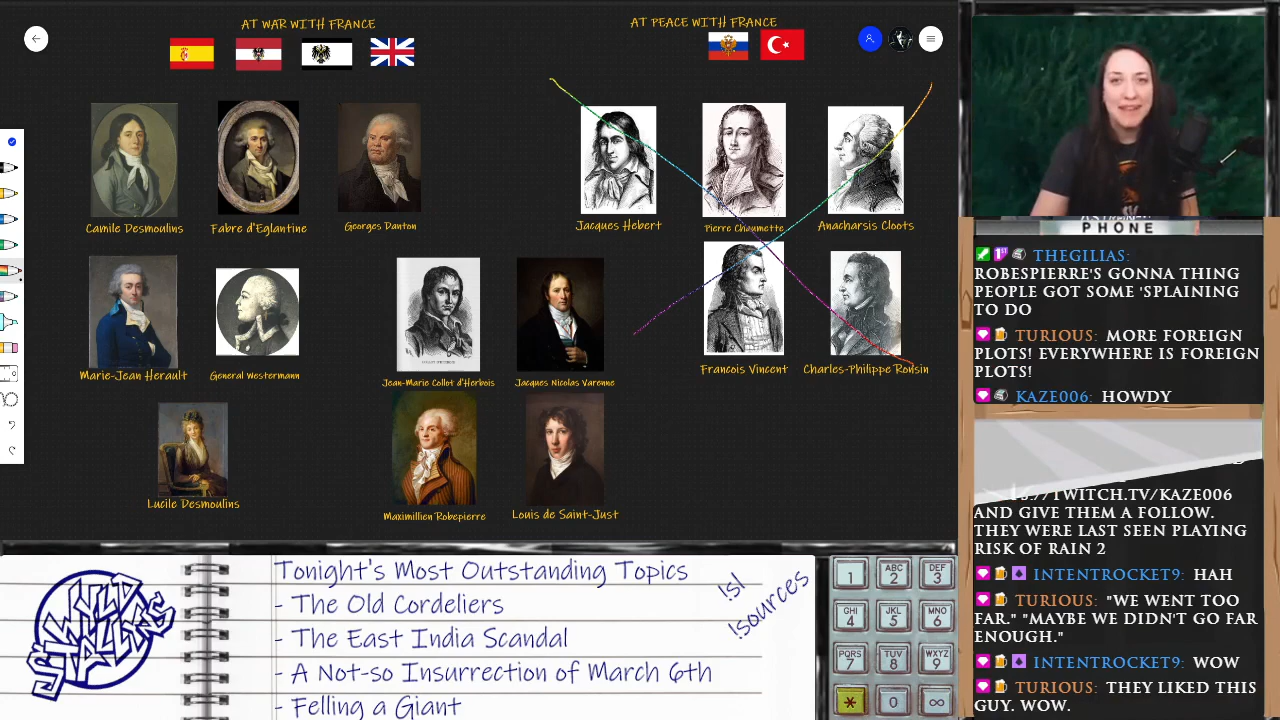 AT WAR WITH FRANCE
AT PEACE WITH FRANCE
Camile Desmoulins
Fabre d'Eglantine
Georges Danton
Jacques Hebert
Pierre Chaumette
Anacharsis Cloots
Marie-Jean Herault
General Westermann
Jean-Marie Collot d'Herbois
Jacques Nicolas Varenne
Francois Vincent
Charles-Philippe Ronsin
Lucile Desmoulins
Maximillien Robepierre
Louis de Saint-Just
Tonight's Most Outstanding Topics
- The Old Cordeliers
- The East India Scandal
- A Not-so Insurrection of March 6th
- Felling a Giant
!sl
!sources
WYLD STALLYNS
1
ABC
2
DEF
3
GHI
4
JKL
5
MNO
6
PQRS
7
TUV
8
WXYZ
9
*
0
∞
PHONE
THEGILIAS:
ROBESPIERRE'S GONNA THING
PEOPLE GOT SOME 'SPLAINING
TO DO
TURIOUS: MORE FOREIGN
PLOTS! EVERYWHERE IS FOREIGN
PLOTS!
KAZE006: HOWDY
TWITCH.TV/KAZE006
AND GIVE THEM A FOLLOW.
THEY WERE LAST SEEN PLAYING
RISK OF RAIN 2
INTENTROCKET9: HAH
TURIOUS: "WE WENT TOO
FAR." "MAYBE WE DIDN'T GO FAR
ENOUGH."
INTENTROCKET9: WOW
TURIOUS: THEY LIKED THIS
GUY. WOW.